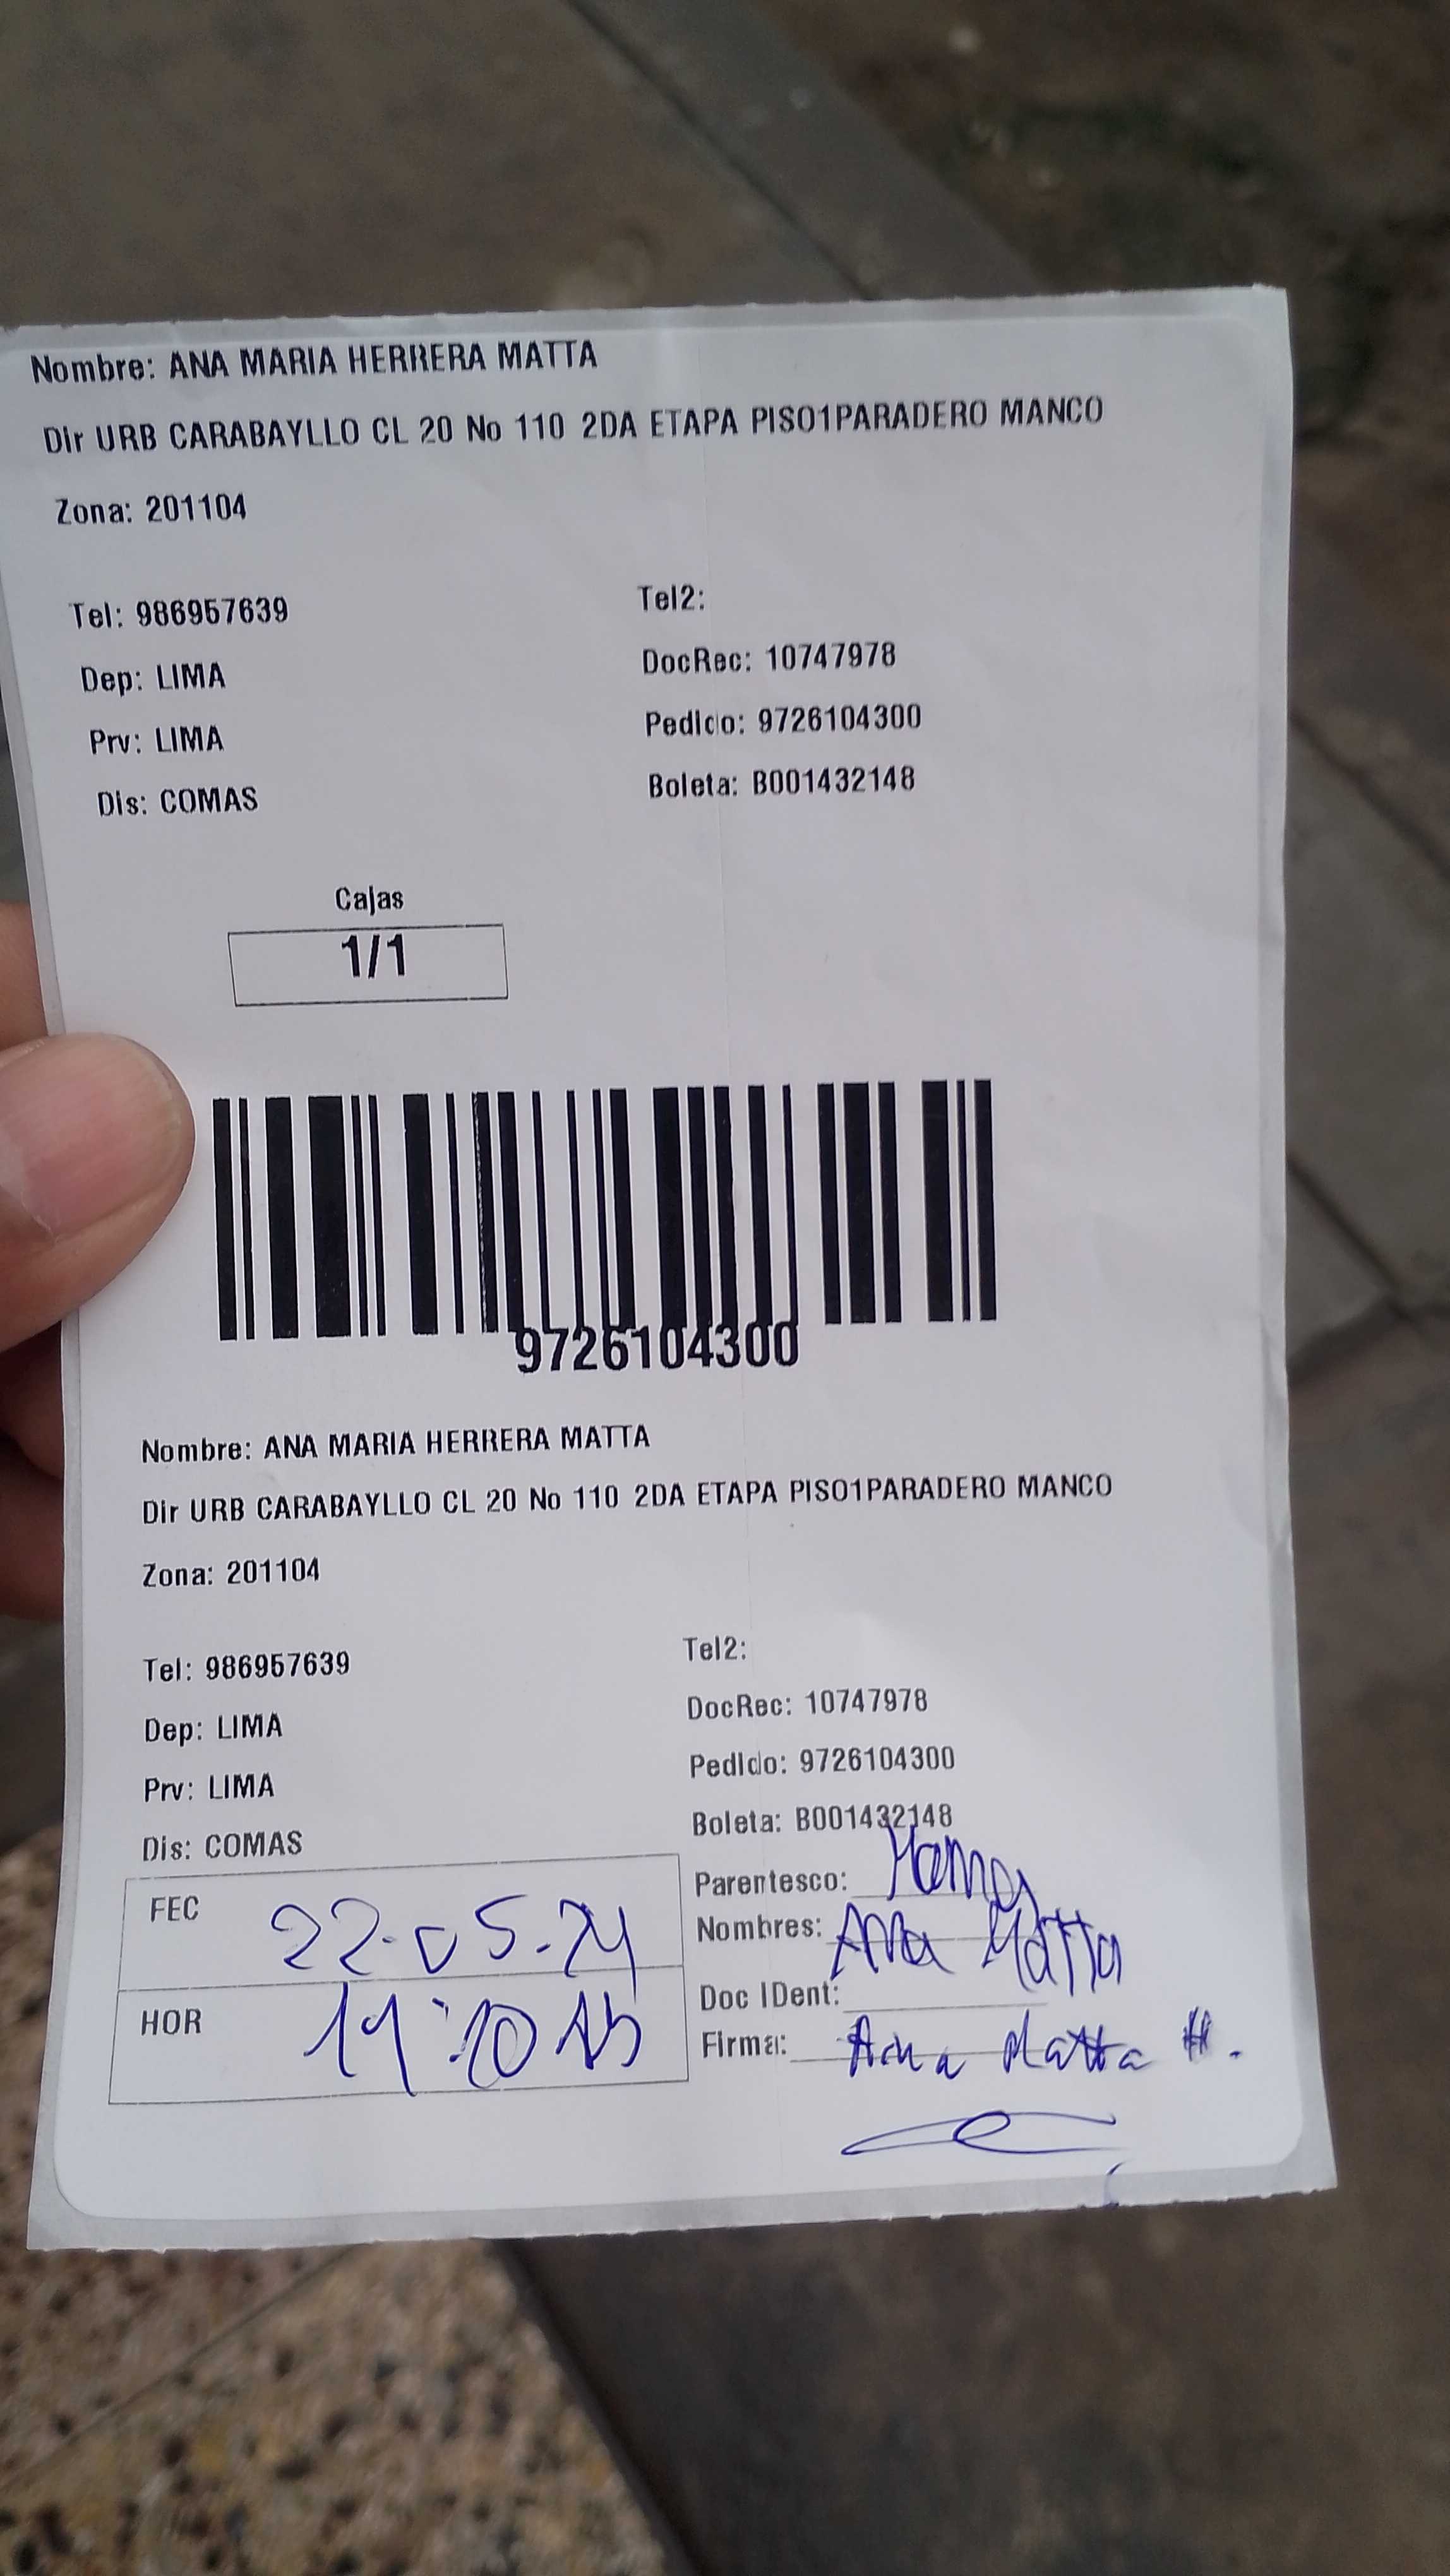 Nombre: ANA MARIA HERRERA MATTA
Dir URB CARABAYLLO CL 20 No 110 2DA ETAPA PISO1PARADERO MANCO
Zona: 201104
Tel: 986957639
Tel2:
Dep: LIMA
DocRec: 10747978
Prv: LIMA
Pedido: 9726104300
Dis: COMAS
Boleta: B001432148
Cajas
1/1
9726104300
Nombre: ANA MARIA HERRERA MATTA
Dir URB CARABAYLLO CL 20 No 110 2DA ETAPA PISO1PARADERO MANCO
Zona: 201104
Tel: 986957639
Tel2:
Dep: LIMA
DocRec: 10747978
Prv: LIMA
Pedido: 9726104300
Dis: COMAS
Boleta: B001432148
Parentesco:
FEC 22-05-24
Nombres: Ana Matta
Doc IDent:
HOR
Firma: Ana Matta H.